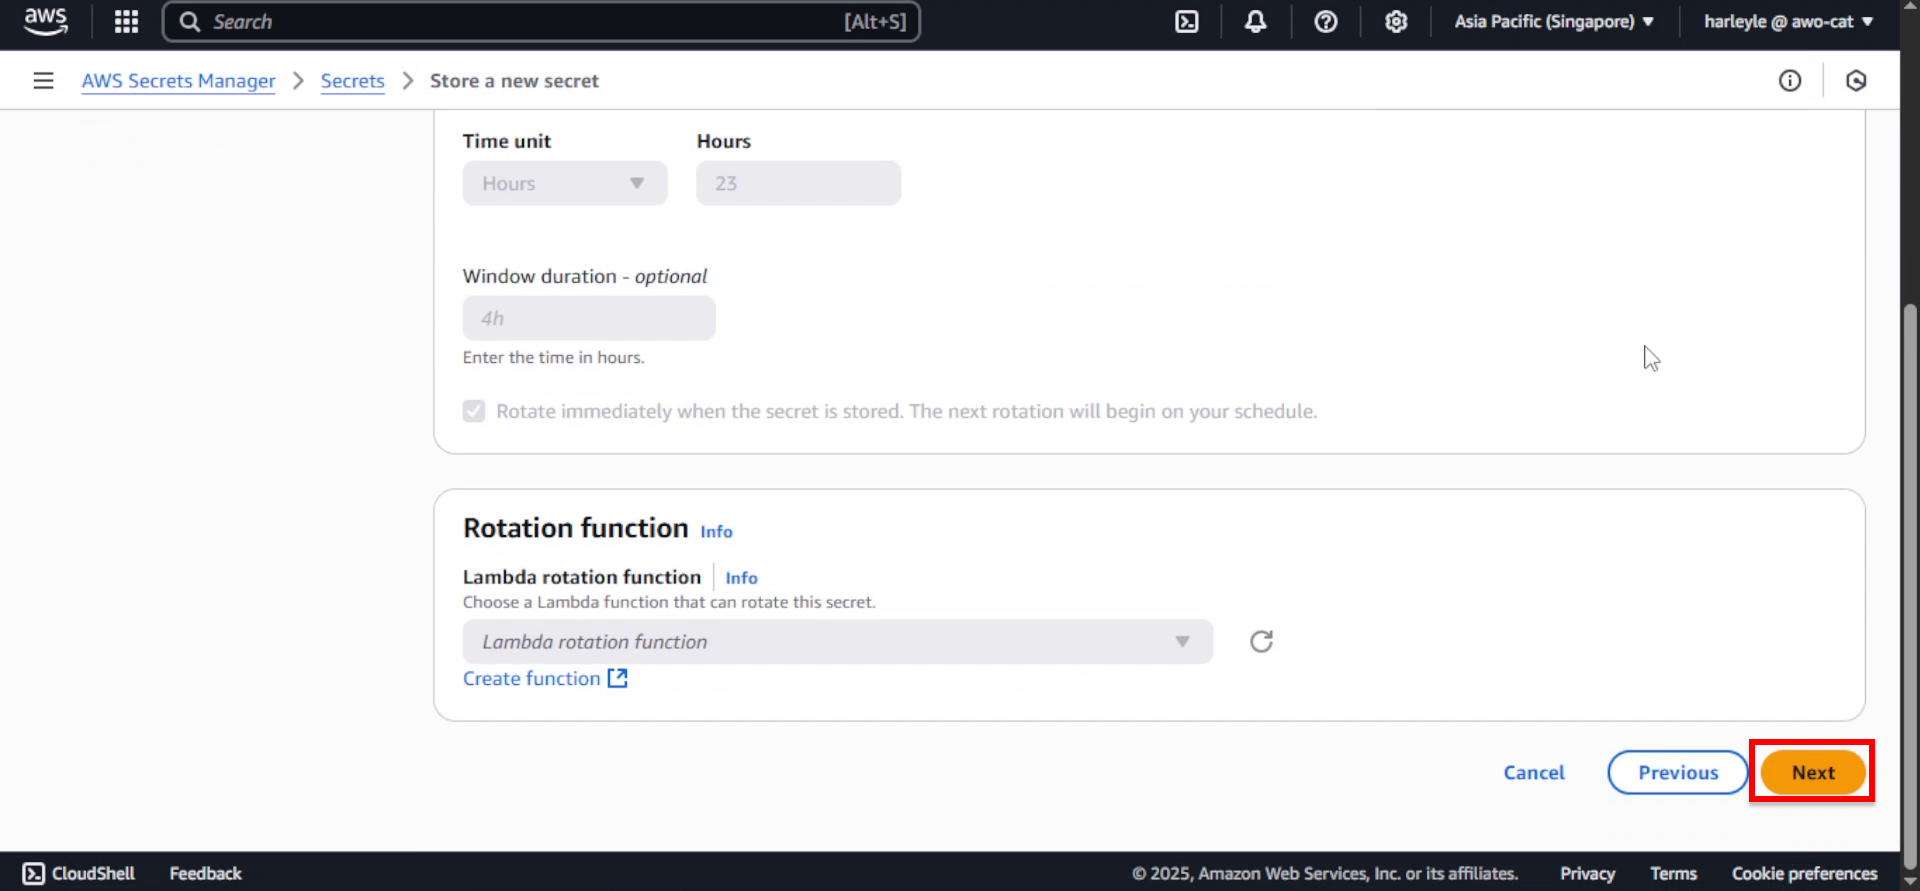 aws Search [Alt+S] Asia Pacific (Singapore) harleyle @ awo-cat
AWS Secrets Manager Secrets Store a new secret
Time unit Hours
Hours 23
Window duration - optional
4h
Enter the time in hours.
Rotate immediately when the secret is stored. The next rotation will begin on your schedule.
Rotation function Info
Lambda rotation function Info
Choose a Lambda function that can rotate this secret.
Lambda rotation function
Create function
Cancel Previous Next
CloudShell Feedback © 2025, Amazon Web Services, Inc. or its affiliates. Privacy Terms Cookie preferences